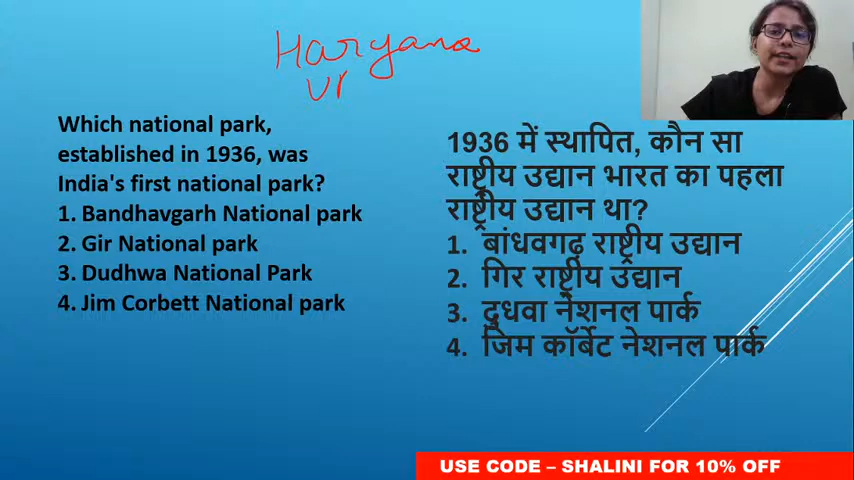 Haryana
UP
Which national park,
established in 1936, was
India's first national park?
1. Bandhavgarh National park
2. Gir National park
3. Dudhwa National Park
4. Jim Corbett National park
1936 में स्थापित, कौन सा
राष्ट्रीय उद्यान भारत का पहला
राष्ट्रीय उद्यान था?
1. बांधवगढ़ राष्ट्रीय उद्यान
2. गिर राष्ट्रीय उद्यान
3. दुधवा नेशनल पार्क
4. जिम कॉर्बेट नेशनल पार्क
USE CODE – SHALINI FOR 10% OFF